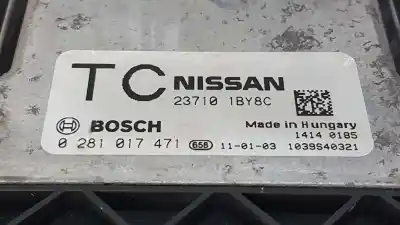 TC NISSAN
23710 1BY8C
BOSCH Made in Hungary
1414 0185
0 281 017 471 658 11-01-03 1039S40321